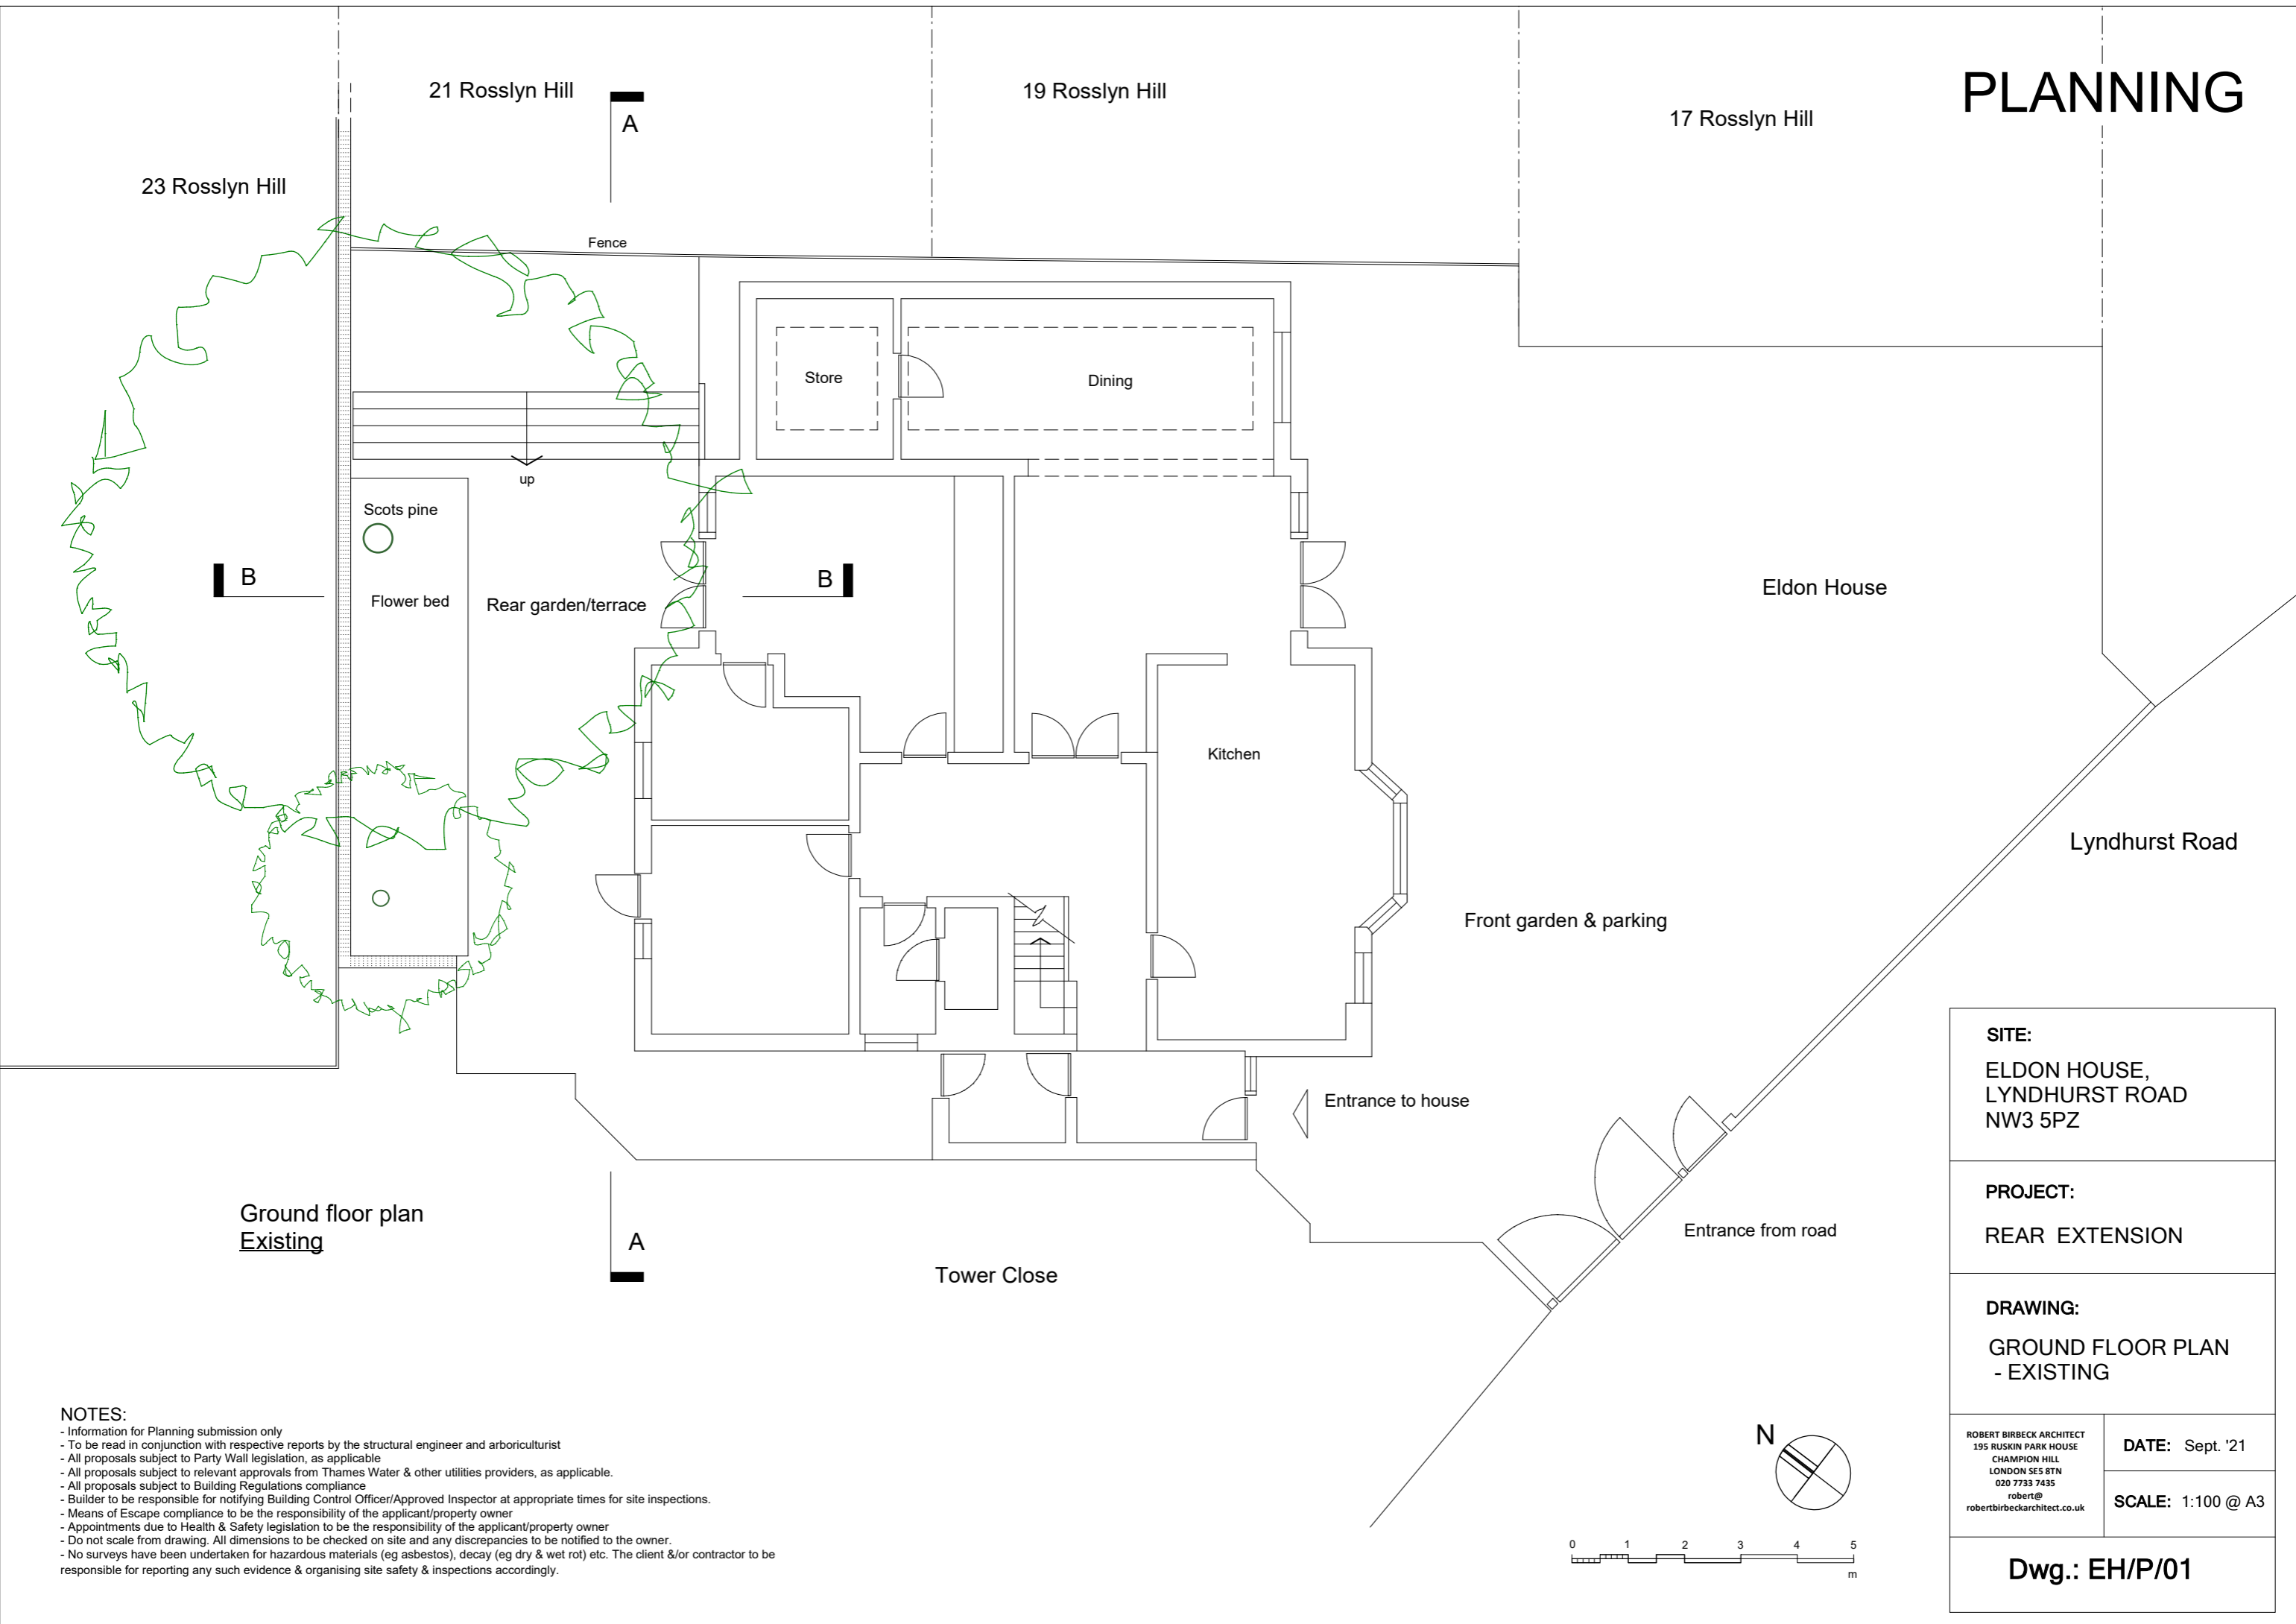 PLANNING
21 Rosslyn Hill
19 Rosslyn Hill
17 Rosslyn Hill
A
23 Rosslyn Hill
Fence
Store
Dining
up
Scots pine
B
B
Flower bed
Rear garden/terrace
Eldon House
Kitchen
Lyndhurst Road
Front garden & parking
Entrance to house
Entrance from road
Ground floor plan
Existing
A
Tower Close
SITE:
ELDON HOUSE,
LYNDHURST ROAD
NW3 5PZ
PROJECT:
REAR EXTENSION
DRAWING:
GROUND FLOOR PLAN
- EXISTING
ROBERT BIRBECK ARCHITECT
195 RUSKIN PARK HOUSE
CHAMPION HILL
LONDON SE5 8TN
020 7733 7435
robert@
robertbirbeckarchitect.co.uk
DATE: Sept. '21
SCALE: 1:100 @ A3
Dwg.: EH/P/01
N
0 1 2 3 4 5
m
NOTES:
- Information for Planning submission only
- To be read in conjunction with respective reports by the structural engineer and arboriculturist
- All proposals subject to Party Wall legislation, as applicable
- All proposals subject to relevant approvals from Thames Water & other utilities providers, as applicable.
- All proposals subject to Building Regulations compliance
- Builder to be responsible for notifying Building Control Officer/Approved Inspector at appropriate times for site inspections.
- Means of Escape compliance to be the responsibility of the applicant/property owner
- Appointments due to Health & Safety legislation to be the responsibility of the applicant/property owner
- Do not scale from drawing. All dimensions to be checked on site and any discrepancies to be notified to the owner.
- No surveys have been undertaken for hazardous materials (eg asbestos), decay (eg dry & wet rot) etc. The client &/or contractor to be
responsible for reporting any such evidence & organising site safety & inspections accordingly.